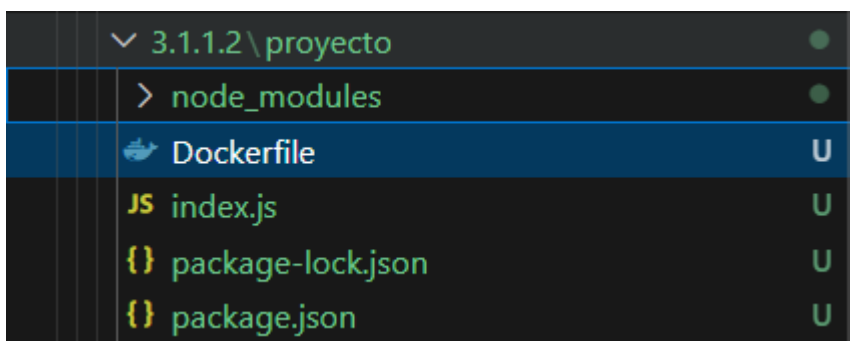 3.1.1.2\proyecto
node_modules
Dockerfile U
JS index.js U
{} package-lock.json U
{} package.json U